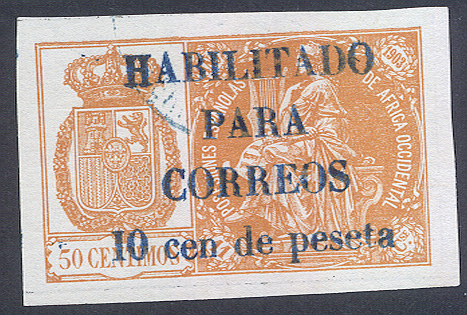 HABILITADO
PARA
CORREOS
10 cen de peseta
50 CENTIMOS
POSESIONES ESPAÑOLAS DE AFRICA OCCIDENTAL
1903